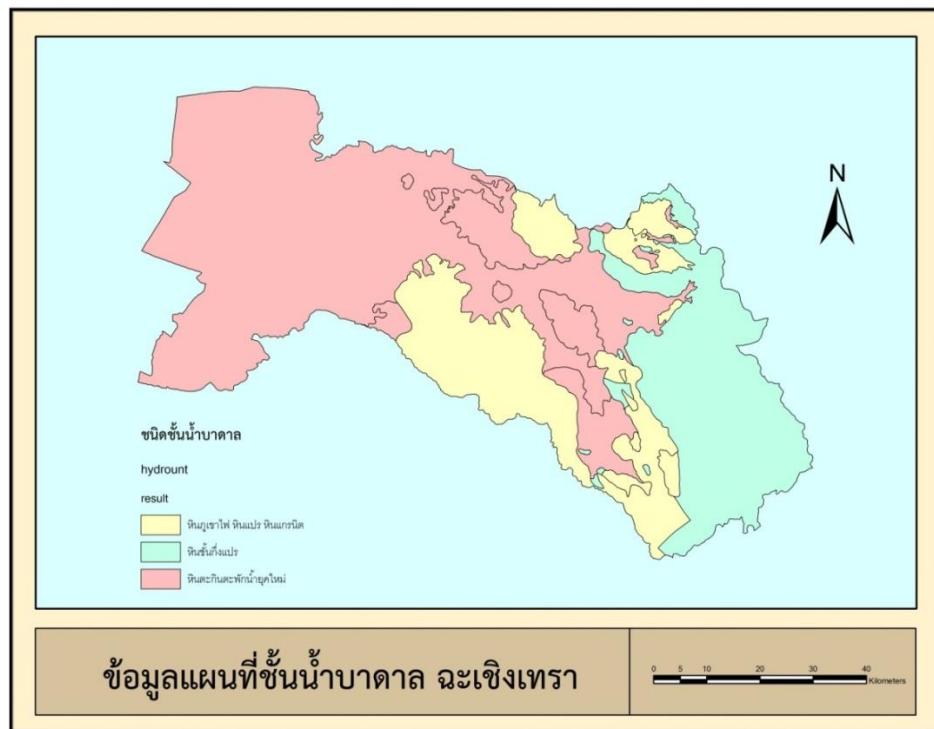 N
ชนิดชั้นน้ำบาดาล
hydrount
result
หินภูเขาไฟ หินแปร หินแกรนิต
หินชั้นกึ่งแปร
หินตะกินตะพักน้ำยุคใหม่
ข้อมูลแผนที่ชั้นน้ำบาดาล ฉะเชิงเทรา
0 5 10 20 30 40
Kilometers